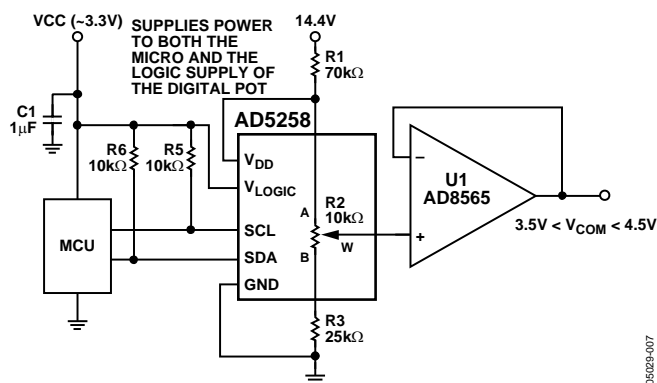 VCC (~3.3V)
SUPPLIES POWER
TO BOTH THE
MICRO AND THE
LOGIC SUPPLY OF
THE DIGITAL POT
14.4V
R1
70kΩ
C1
1μF
R6
10kΩ
R5
10kΩ
AD5258
VDD
VLOGIC
SCL
SDA
GND
A
R2
10kΩ
B
W
MCU
R3
25kΩ
−
+
U1
AD8565
3.5V < VCOM < 4.5V
05029-007